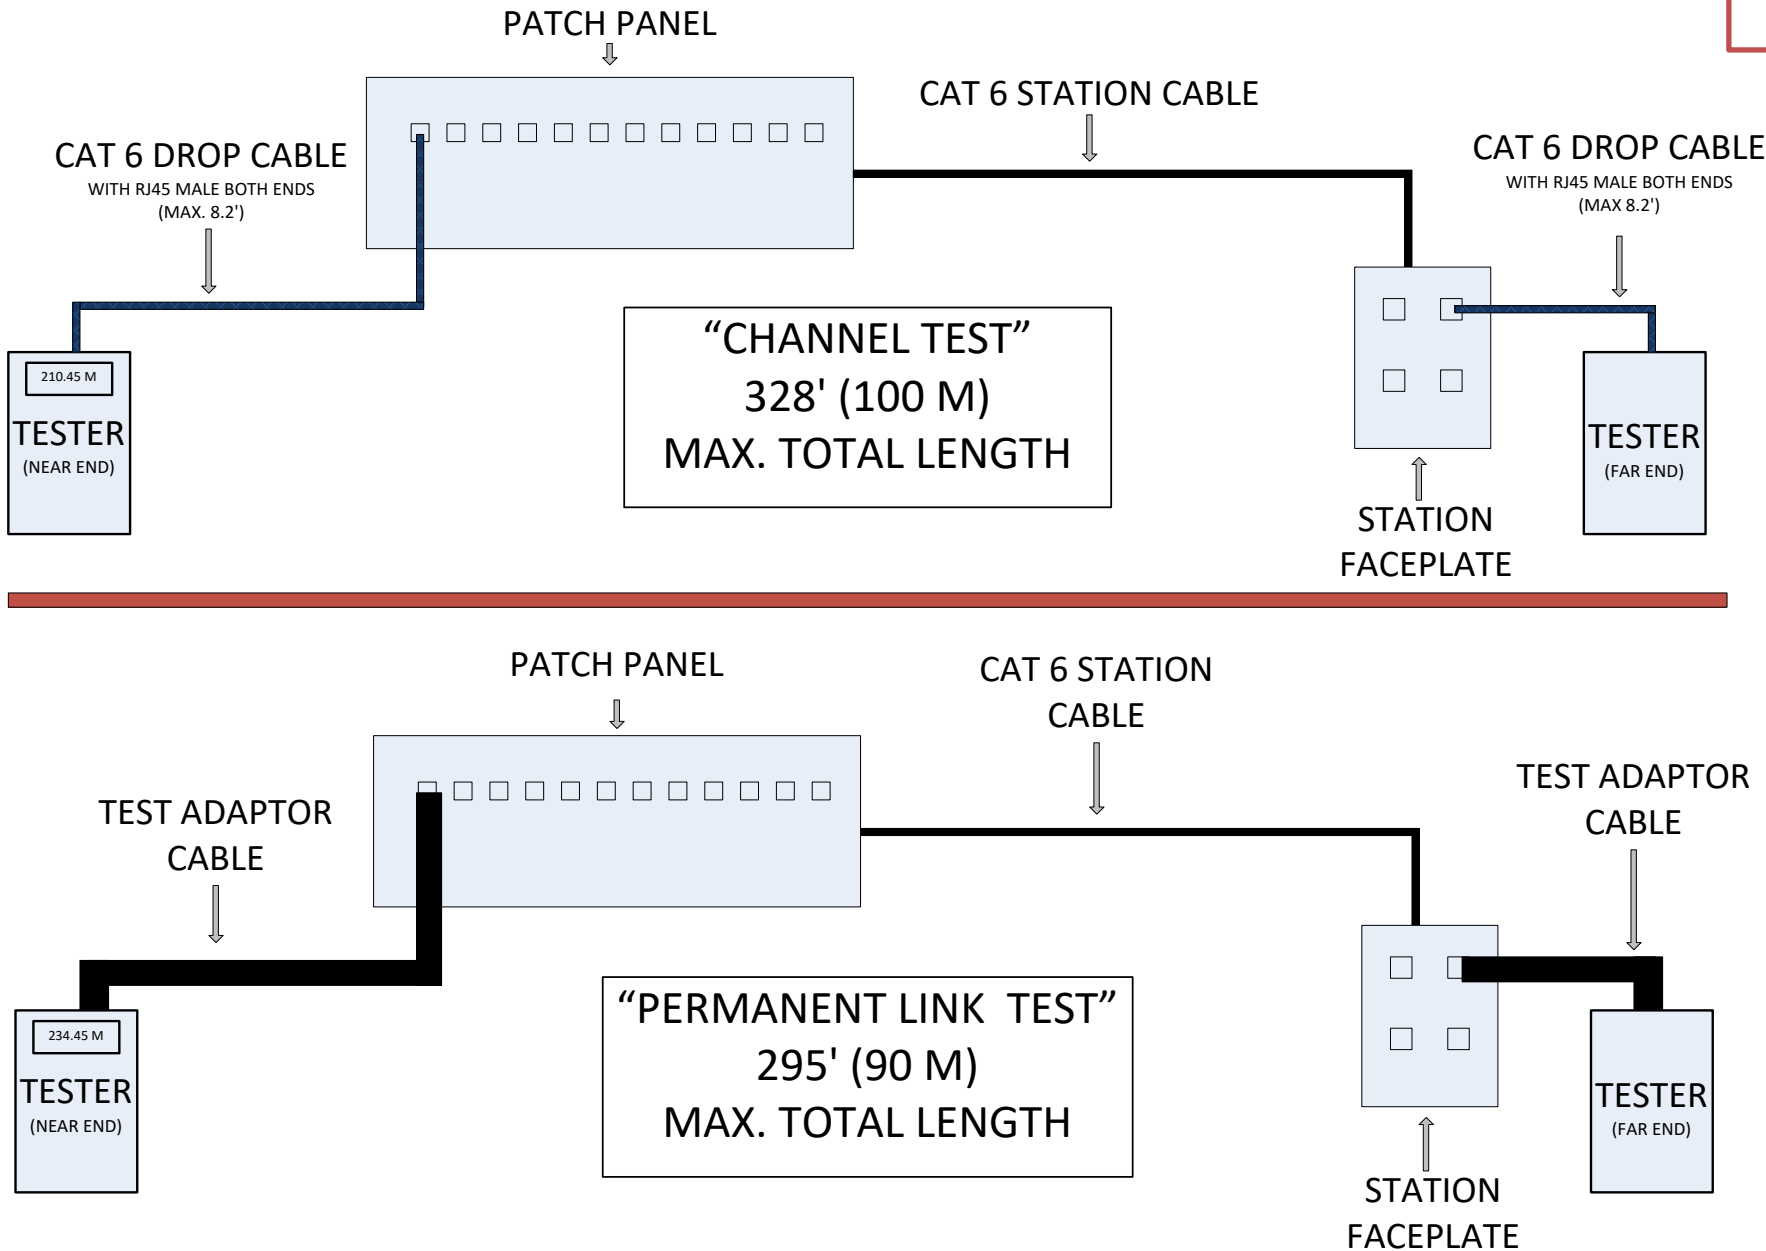 PATCH PANEL
CAT 6 STATION CABLE
CAT 6 DROP CABLE
WITH RJ45 MALE BOTH ENDS
(MAX. 8.2')
CAT 6 DROP CABLE
WITH RJ45 MALE BOTH ENDS
(MAX 8.2')
210.45 M
TESTER
(NEAR END)
“CHANNEL TEST”
328' (100 M)
MAX. TOTAL LENGTH
TESTER
(FAR END)
STATION
FACEPLATE
PATCH PANEL
CAT 6 STATION
CABLE
TEST ADAPTOR
CABLE
TEST ADAPTOR
CABLE
234.45 M
TESTER
(NEAR END)
“PERMANENT LINK  TEST”
295' (90 M)
MAX. TOTAL LENGTH
TESTER
(FAR END)
STATION
FACEPLATE